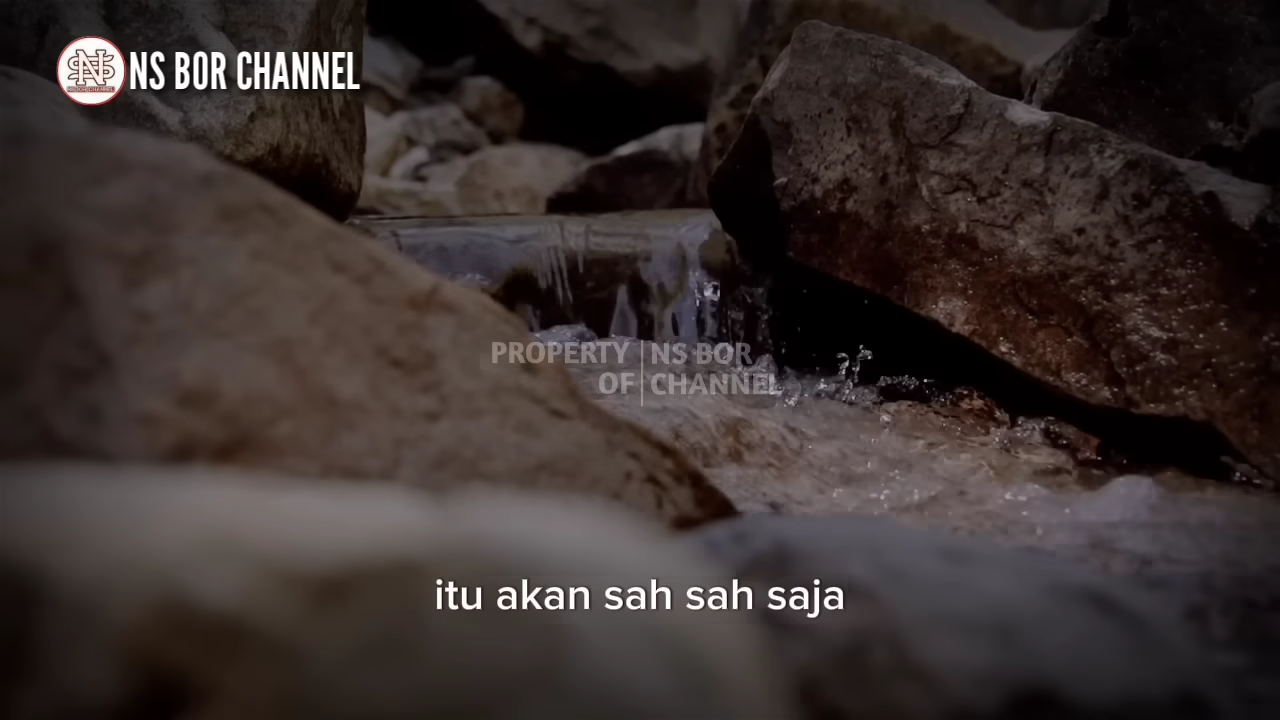 NS BOR CHANNEL
PROPERTY OF | NS BOR CHANNEL
itu akan sah sah saja